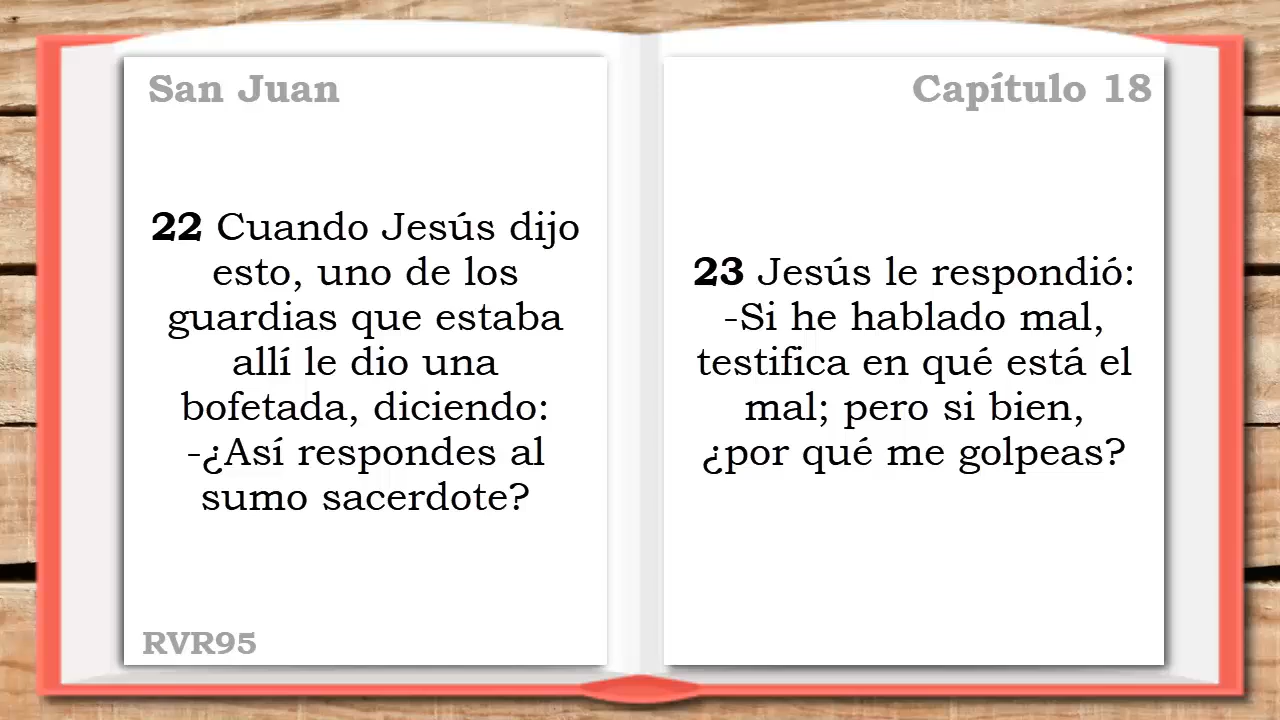 San Juan
22 Cuando Jesús dijo
esto, uno de los
guardias que estaba
allí le dio una
bofetada, diciendo:
-¿Así respondes al
sumo sacerdote?
RVR95
Capítulo 18
23 Jesús le respondió:
-Si he hablado mal,
testifica en qué está el
mal; pero si bien,
¿por qué me golpeas?